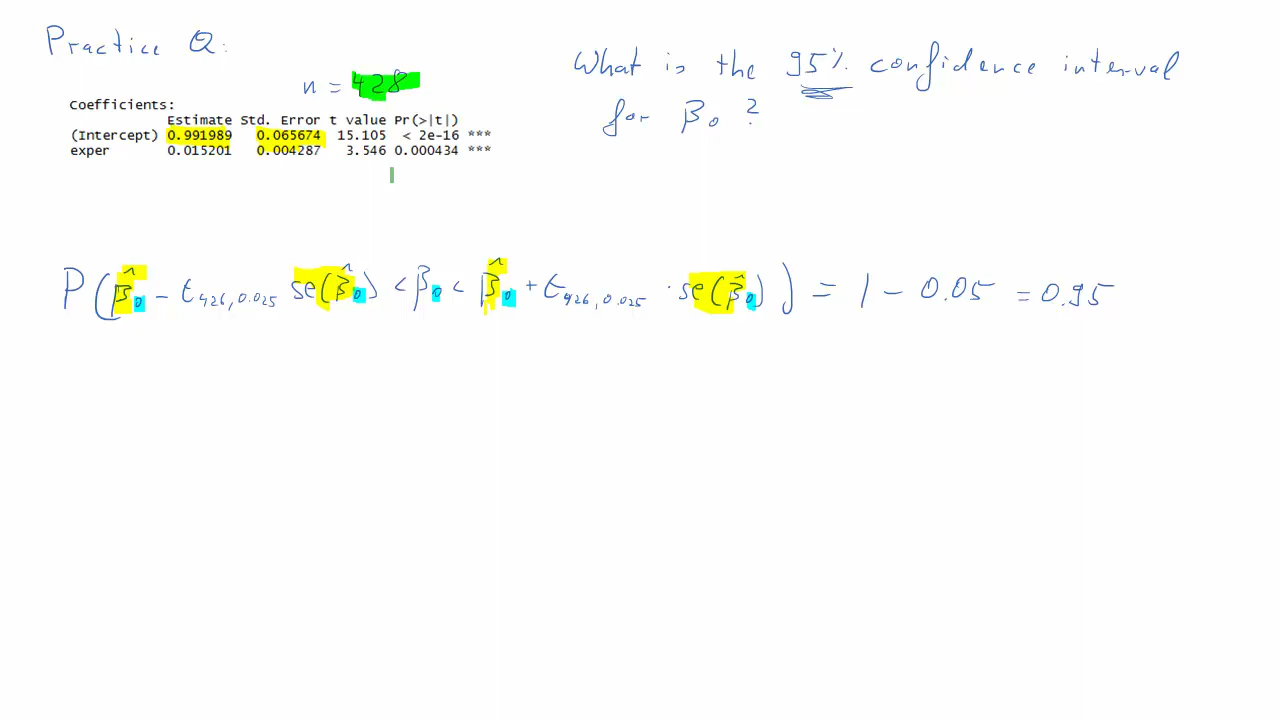 Practice Q:
What is the 95% confidence interval
for β₀ ?
n = 428
Coefficients:
Estimate Std. Error t value Pr(>|t|)
(Intercept) 0.991989 0.065674 15.105 < 2e-16 ***
exper 0.015201 0.004287 3.546 0.000434 ***
P(β̂₀ - t₄₂₆,₀.₀₂₅ se(β̂₀) < β₀ < β̂₀ + t₄₂₆,₀.₀₂₅ · se(β̂₀)) = 1 - 0.05 = 0.95